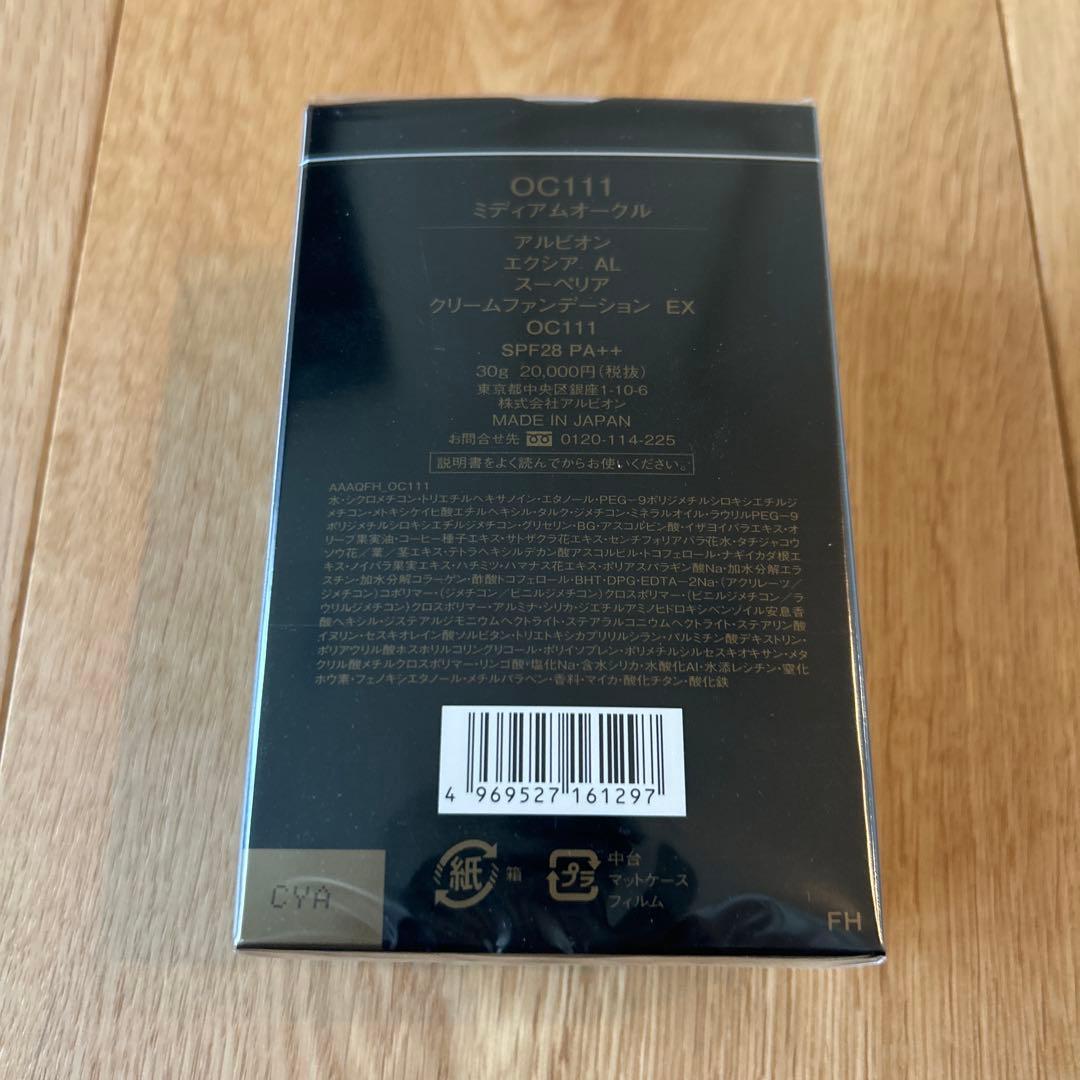 OC111
ミディアムオークル
アルビオン
エクシア AL
スーペリア
クリームファンデーション EX
OC111
SPF28 PA++
30g 20,000円(税抜)
東京都中央区銀座1-10-6
株式会社アルビオン
MADE IN JAPAN
お問合せ先 0120-114-225
説明書をよく読んでからお使いください。
AAAQFH_OC111
水・シクロメチコン・トリエチルヘキサノイン・エタノール・PEG-9ポリジメチルシロキシエチルジ
メチコン・メトキシケイヒ酸エチルヘキシル・タルク・ジメチコン・ミネラルオイル・ラウリルPEG-9
ポリジメチルシロキシエチルジメチコン・グリセリン・BG・アスコルビン酸・イザヨイバラエキス・オ
リーブ果実油・コーヒー種子エキス・サトザクラ花エキス・センチフォリアバラ花水・タチジャコウ
ソウ花/葉/茎エキス・テトラヘキシルデカン酸アスコルビル・トコフェロール・ナギイカダ根エ
キス・ノイバラ果実エキス・ハチミツ・ハマナス花エキス・ポリアスパラギン酸Na・加水分解エラ
スチン・加水分解コラーゲン・酢酸トコフェロール・BHT・DPG・EDTA-2Na・(アクリレーツ/
ジメチコン)コポリマー・(ジメチコン/ビニルジメチコン)クロスポリマー・(ビニルジメチコン/ラ
ウリルジメチコン)クロスポリマー・アルミナ・シリカ・ジエチルアミノヒドロキシベンゾイル安息香
酸ヘキシル・ジステアルジモニウムヘクトライト・ステアラルコニウムヘクトライト・ステアリン酸
イヌリン・セスキオレイン酸ソルビタン・トリエトキシカプリリルシラン・パルミチン酸デキストリン・
ポリアウリル酸ホスホリルコリングリコール・ポリイソプレン・ポリメチルシルセスキオキサン・メタ
クリル酸メチルクロスポリマー・リンゴ酸・塩化Na・含水シリカ・水酸化Al・水添レシチン・窒化
ホウ素・フェノキシエタノール・メチルパラベン・香料・マイカ・酸化チタン・酸化鉄
4 969527 161297
紙 箱
プラ 中台
マットケース
フィルム
CYA
FH